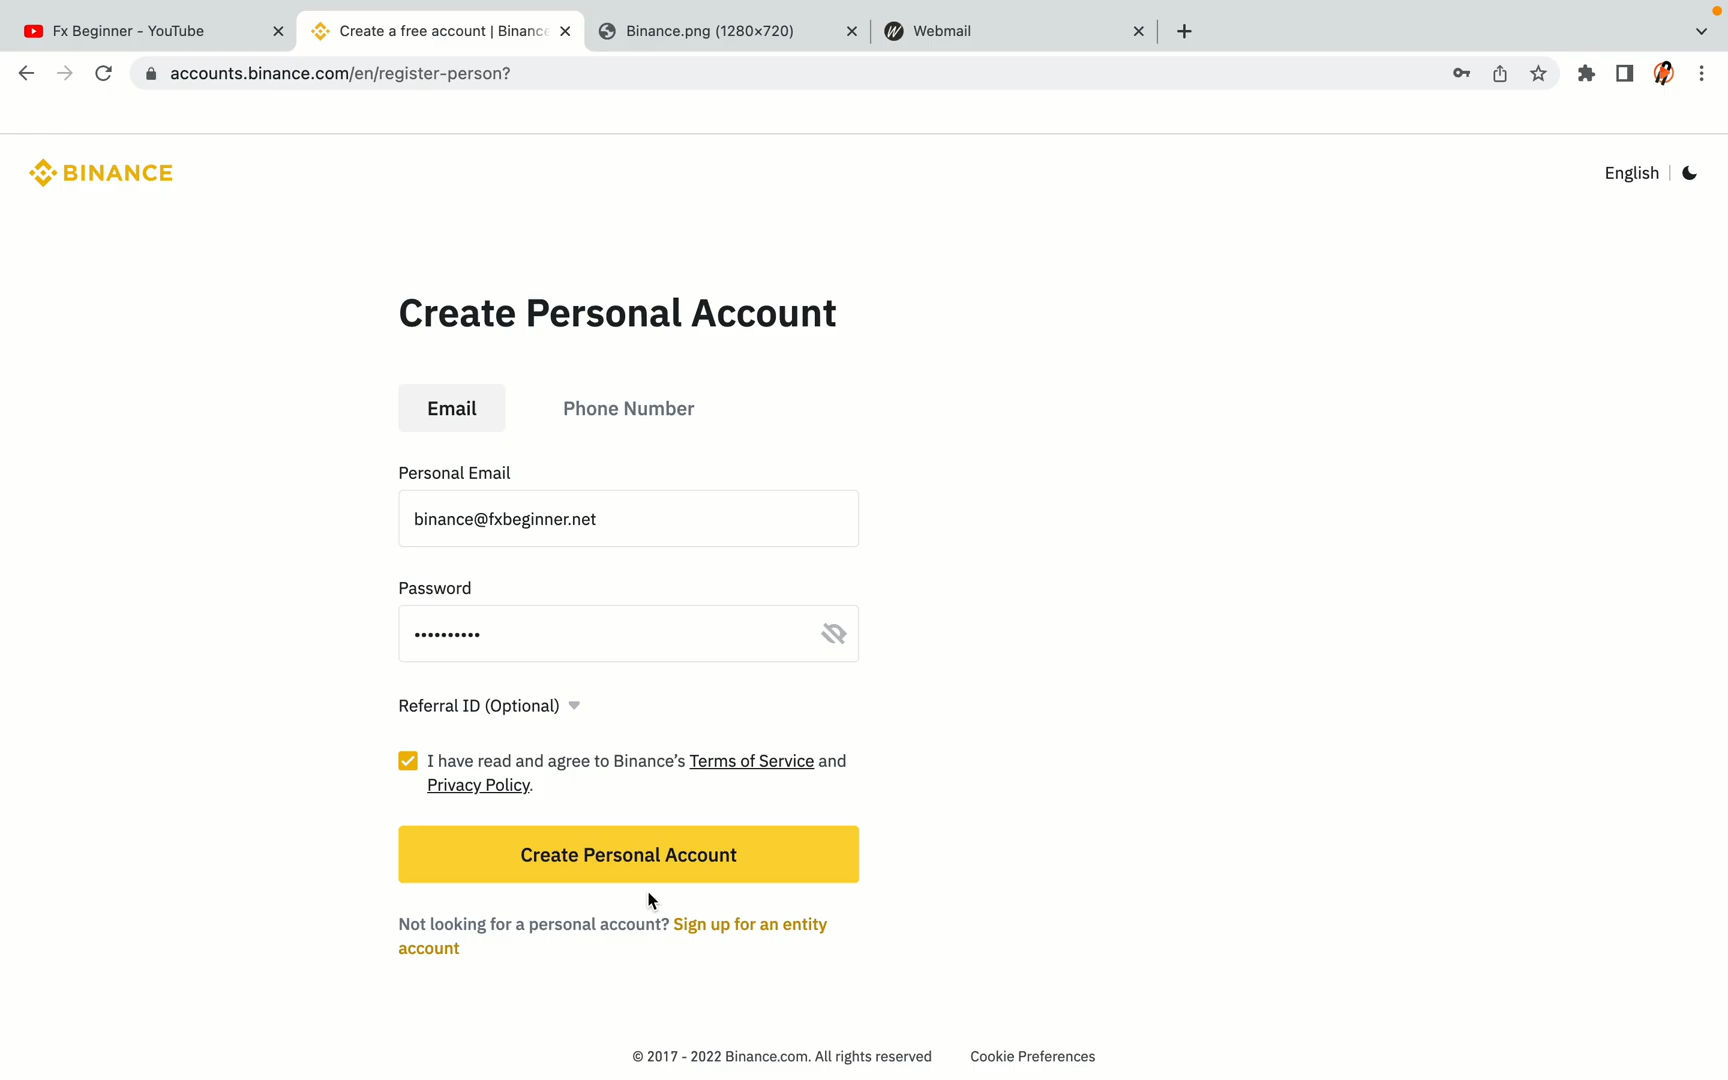 Fx Beginner - YouTube
Create a free account | Binance
Binance.png (1280×720)
Webmail
accounts.binance.com/en/register-person?
BINANCE
English
Create Personal Account
Email
Phone Number
Personal Email
binance@fxbeginner.net
Password
••••••••••
Referral ID (Optional)
I have read and agree to Binance’s Terms of Service and
Privacy Policy.
Create Personal Account
Not looking for a personal account? Sign up for an entity
account
© 2017 - 2022 Binance.com. All rights reserved
Cookie Preferences